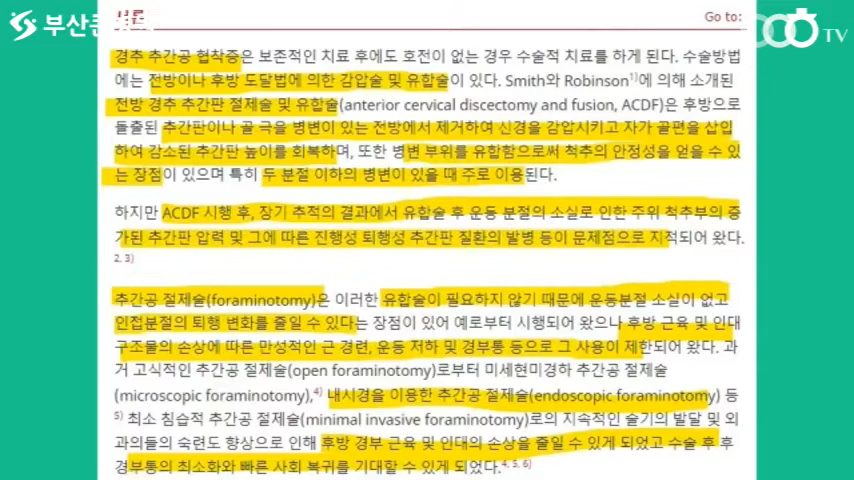 서론
Go to:
TV
경추 추간공 협착증은 보존적인 치료 후에도 호전이 없는 경우 수술적 치료를 하게 된다. 수술방법
에는 전방이나 후방 도달법에 의한 감압술 및 유합술이 있다. Smith와 Robinson1)에 의해 소개된
전방 경추 추간판 절제술 및 유합술(anterior cervical discectomy and fusion, ACDF)은 후방으로
돌출된 추간판이나 골 극을 병변이 있는 전방에서 제거하여 신경을 감압시키고 자가 골편을 삽입
하여 감소된 추간판 높이를 회복하며, 또한 병변 부위를 유합함으로써 척추의 안정성을 얻을 수 있
는 장점이 있으며 특히 두 분절 이하의 병변이 있을 때 주로 이용된다.
하지만 ACDF 시행 후, 장기 추적의 결과에서 유합술 후 운동 분절의 소실로 인한 주위 척추부의 증
가된 추간판 압력 및 그에 따른 진행성 퇴행성 추간판 질환의 발병 등이 문제점으로 지적되어 왔다.
2, 3)
추간공 절제술(foraminotomy)은 이러한 유합술이 필요하지 않기 때문에 운동분절 소실이 없고
인접분절의 퇴행 변화를 줄일 수 있다는 장점이 있어 예로부터 시행되어 왔으나 후방 근육 및 인대
구조물의 손상에 따른 만성적인 근 경련, 운동 저하 및 경부통 등으로 그 사용이 제한되어 왔다. 과
거 고식적인 추간공 절제술(open foraminotomy)로부터 미세현미경하 추간공 절제술
(microscopic foraminotomy),4) 내시경을 이용한 추간공 절제술(endoscopic foraminotomy) 등
5) 최소 침습적 추간공 절제술(minimal invasive foraminotomy)로의 지속적인 술기의 발달 및 외
과의들의 숙련도 향상으로 인해 후방 경부 근육 및 인대의 손상을 줄일 수 있게 되었고 수술 후 후
경부통의 최소화와 빠른 사회 복귀를 기대할 수 있게 되었다.4, 5, 6)